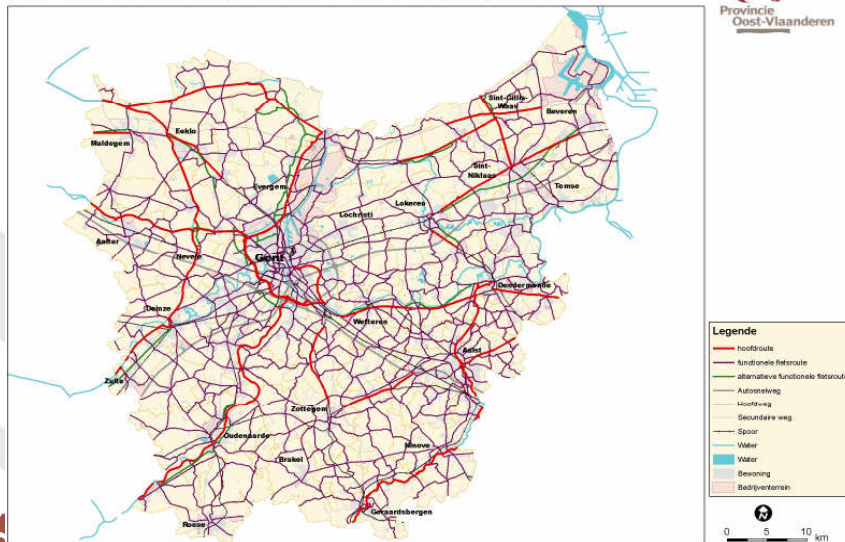 Provincie
Oost-Vlaanderen
Sint-Gillis-
Waas
Beveren
Eeklo
Maldegem
Sint-
Niklaas
Evergem
Temse
Lokeren
Lochristi
Aalter
Nevele
Gent
Dendermonde
Deinze
Wetteren
Aalst
Zulte
Zottegem
Oudenaarde
Ninove
Brakel
Geraardsbergen
Ronse
Legende
hoofdroute
functionele fietsroute
alternatieve functionele fietsroute
Autosnelweg
Hoofdweg
Secundaire weg
Spoor
Water
Water
Bewoning
Bedrijventerrein
0 5 10 km